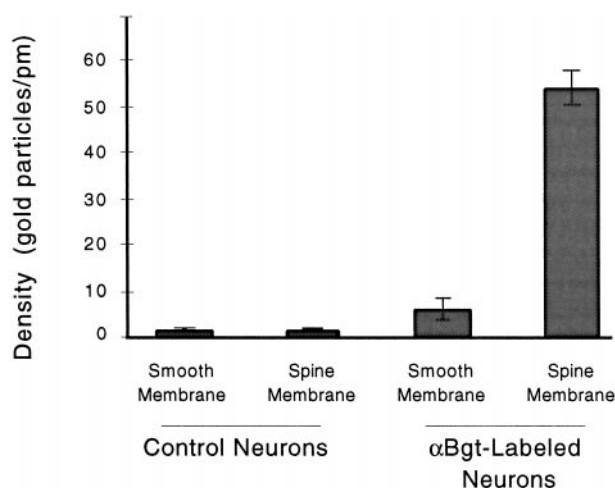 Density (gold particles/pm)
60
50
40
30
20
10
0
Smooth Membrane
Spine Membrane
Smooth Membrane
Spine Membrane
Control Neurons
αBgt-Labeled Neurons